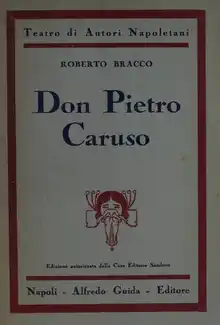 Teatro di Autori Napoletani
ROBERTO BRACCO
Don Pietro
Caruso
Edizione autorizzata dalla Casa Editrice Sandron
Napoli - Alfredo Guida - Editore